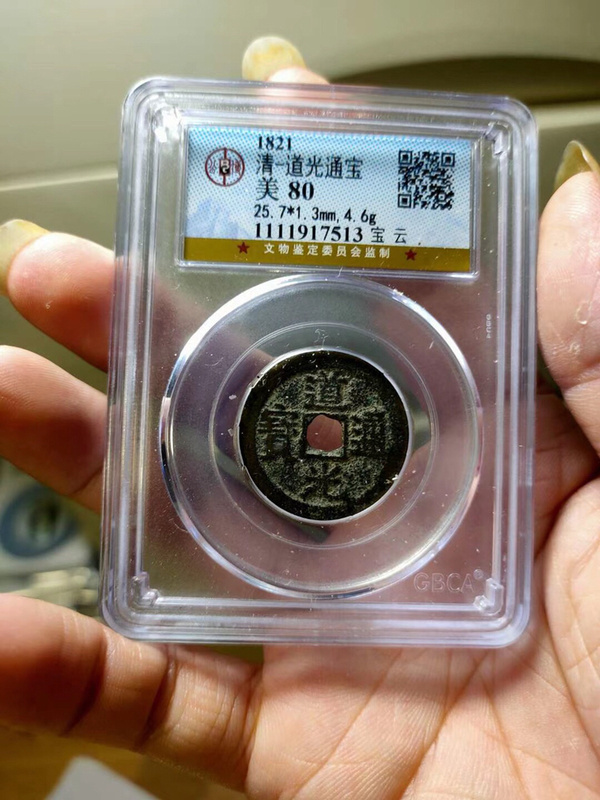 1821
清-道光通宝
美 80
25.7*1.3mm,4.6g
1111917513 宝 云
★ 文物鉴定委员会监制 ★
道
寳 通
光
GBCA®